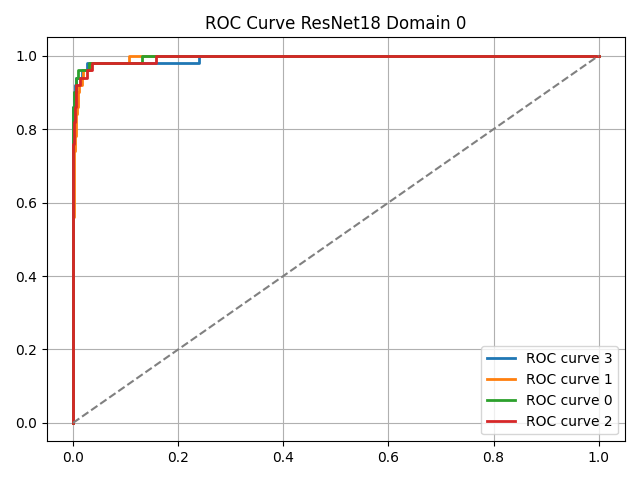 ROC Curve ResNet18 Domain 0
1.0
0.8
0.6
0.4
0.2
0.0
0.0 0.2 0.4 0.6 0.8 1.0
ROC curve 3
ROC curve 1
ROC curve 0
ROC curve 2